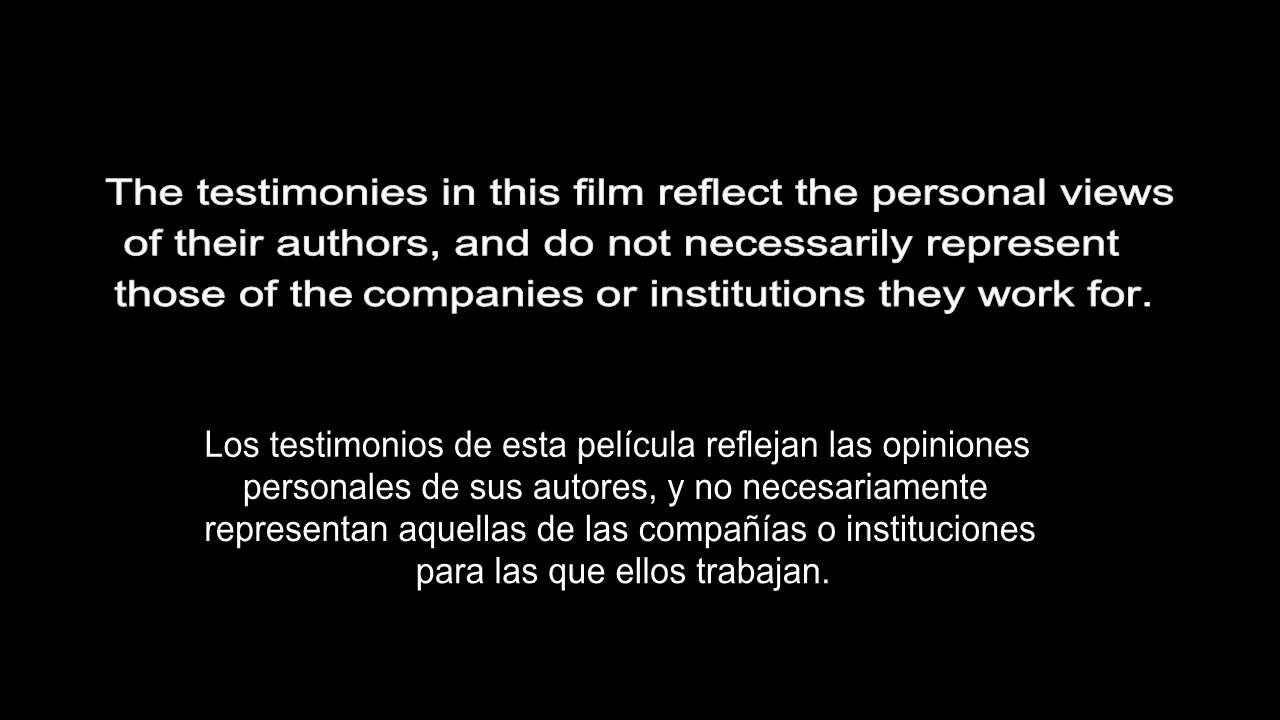 The testimonies in this film reflect the personal views
of their authors, and do not necessarily represent
those of the companies or institutions they work for.
Los testimonios de esta película reflejan las opiniones
personales de sus autores, y no necesariamente
representan aquellas de las compañías o instituciones
para las que ellos trabajan.